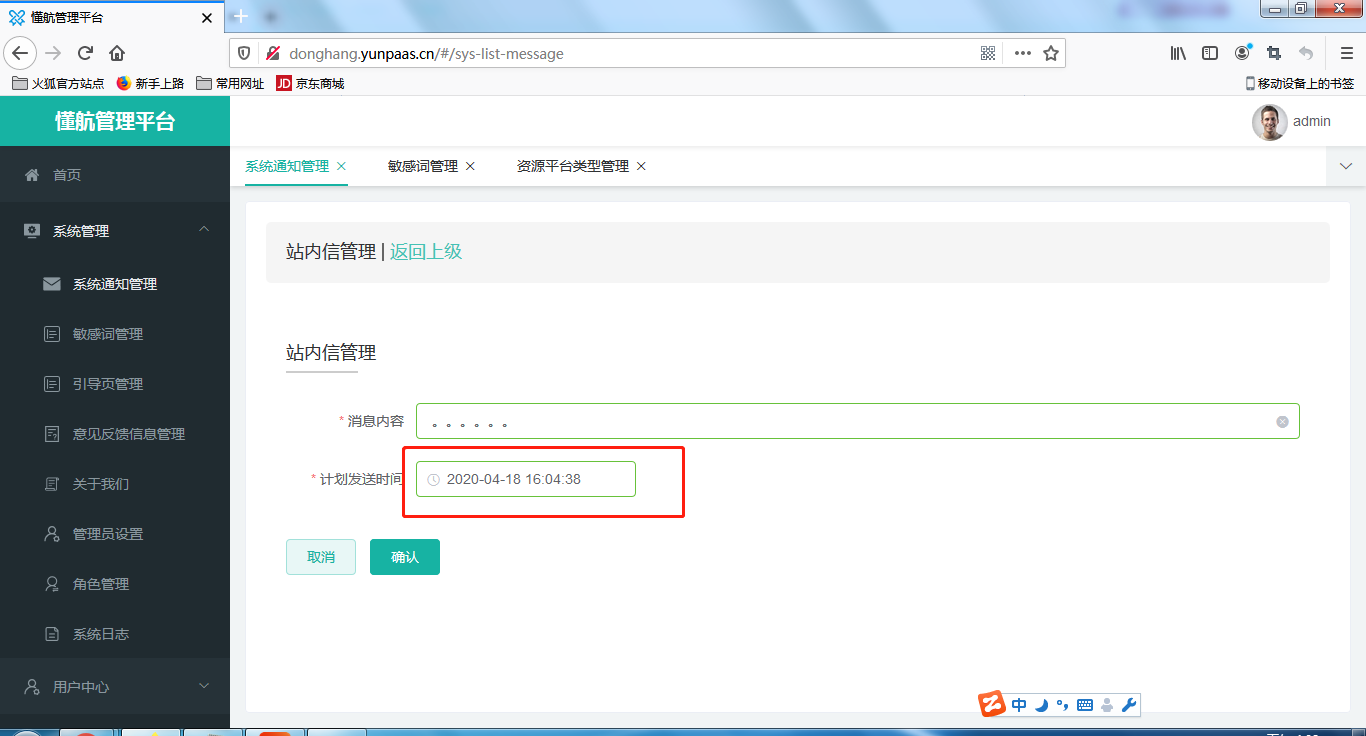 懂航管理平台
donghang.yunpaas.cn/#/sys-list-message
火狐官方站点 新手上路 常用网址 JD 京东商城 移动设备上的书签
懂航管理平台
admin
系统通知管理 敏感词管理 资源平台类型管理
首页
系统管理
系统通知管理
敏感词管理
引导页管理
意见反馈信息管理
关于我们
管理员设置
角色管理
系统日志
用户中心
站内信管理 | 返回上级
站内信管理
* 消息内容 。。。。。。
* 计划发送时间 2020-04-18 16:04:38
取消 确认
中